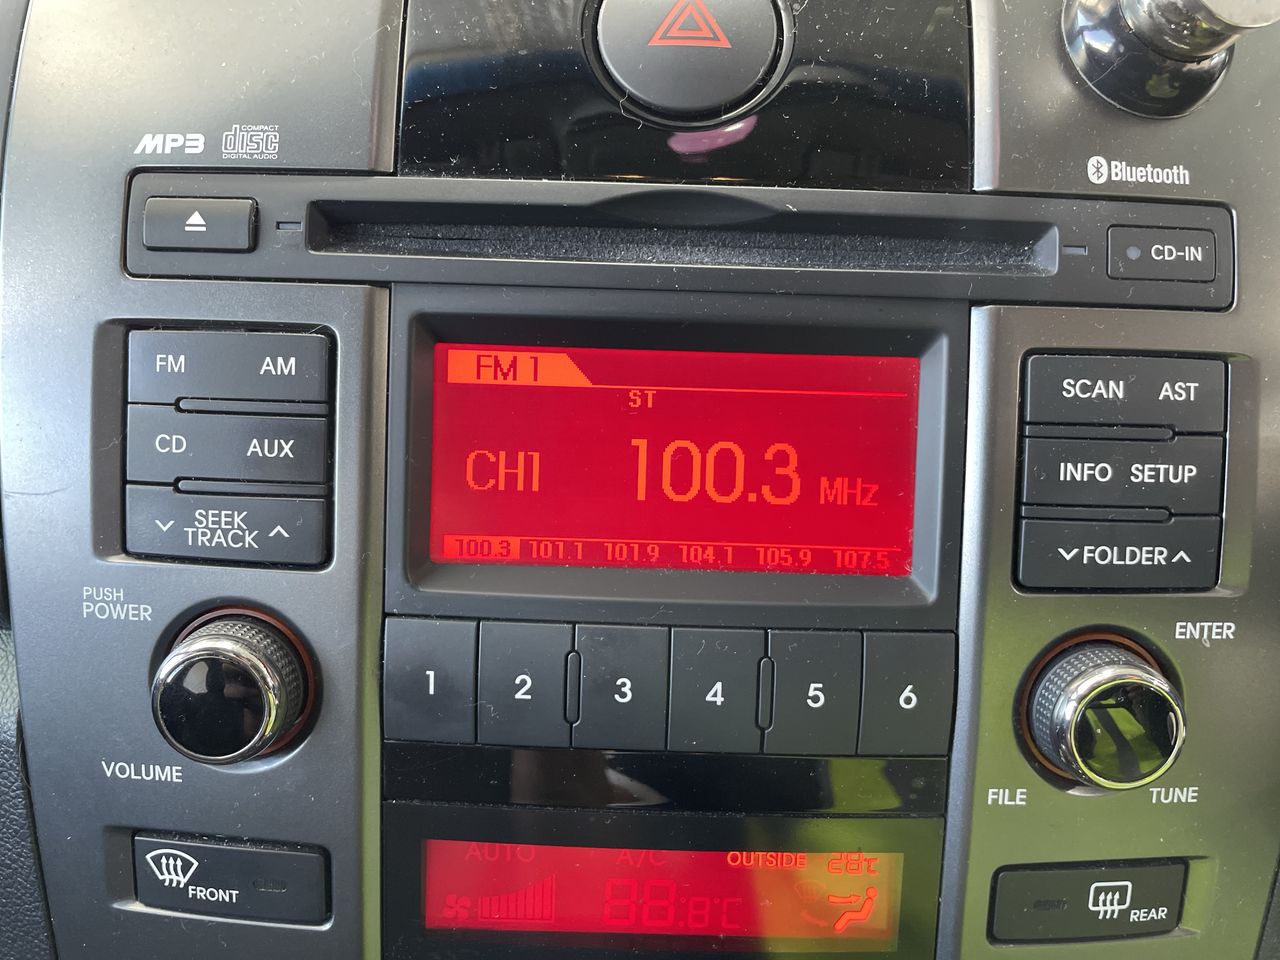 MP3 COMPACT disc DIGITAL AUDIO
Bluetooth
CD-IN
FM AM
CD AUX
SEEK
TRACK
PUSH
POWER
VOLUME
FM 1
ST
CH1 100.3 MHz
100.3 101.1 101.9 104.1 105.9 107.5
1 2 3 4 5 6
SCAN AST
INFO SETUP
FOLDER
ENTER
FILE TUNE
FRONT
AUTO A/C OUTSIDE 28°C
88.8°C
REAR